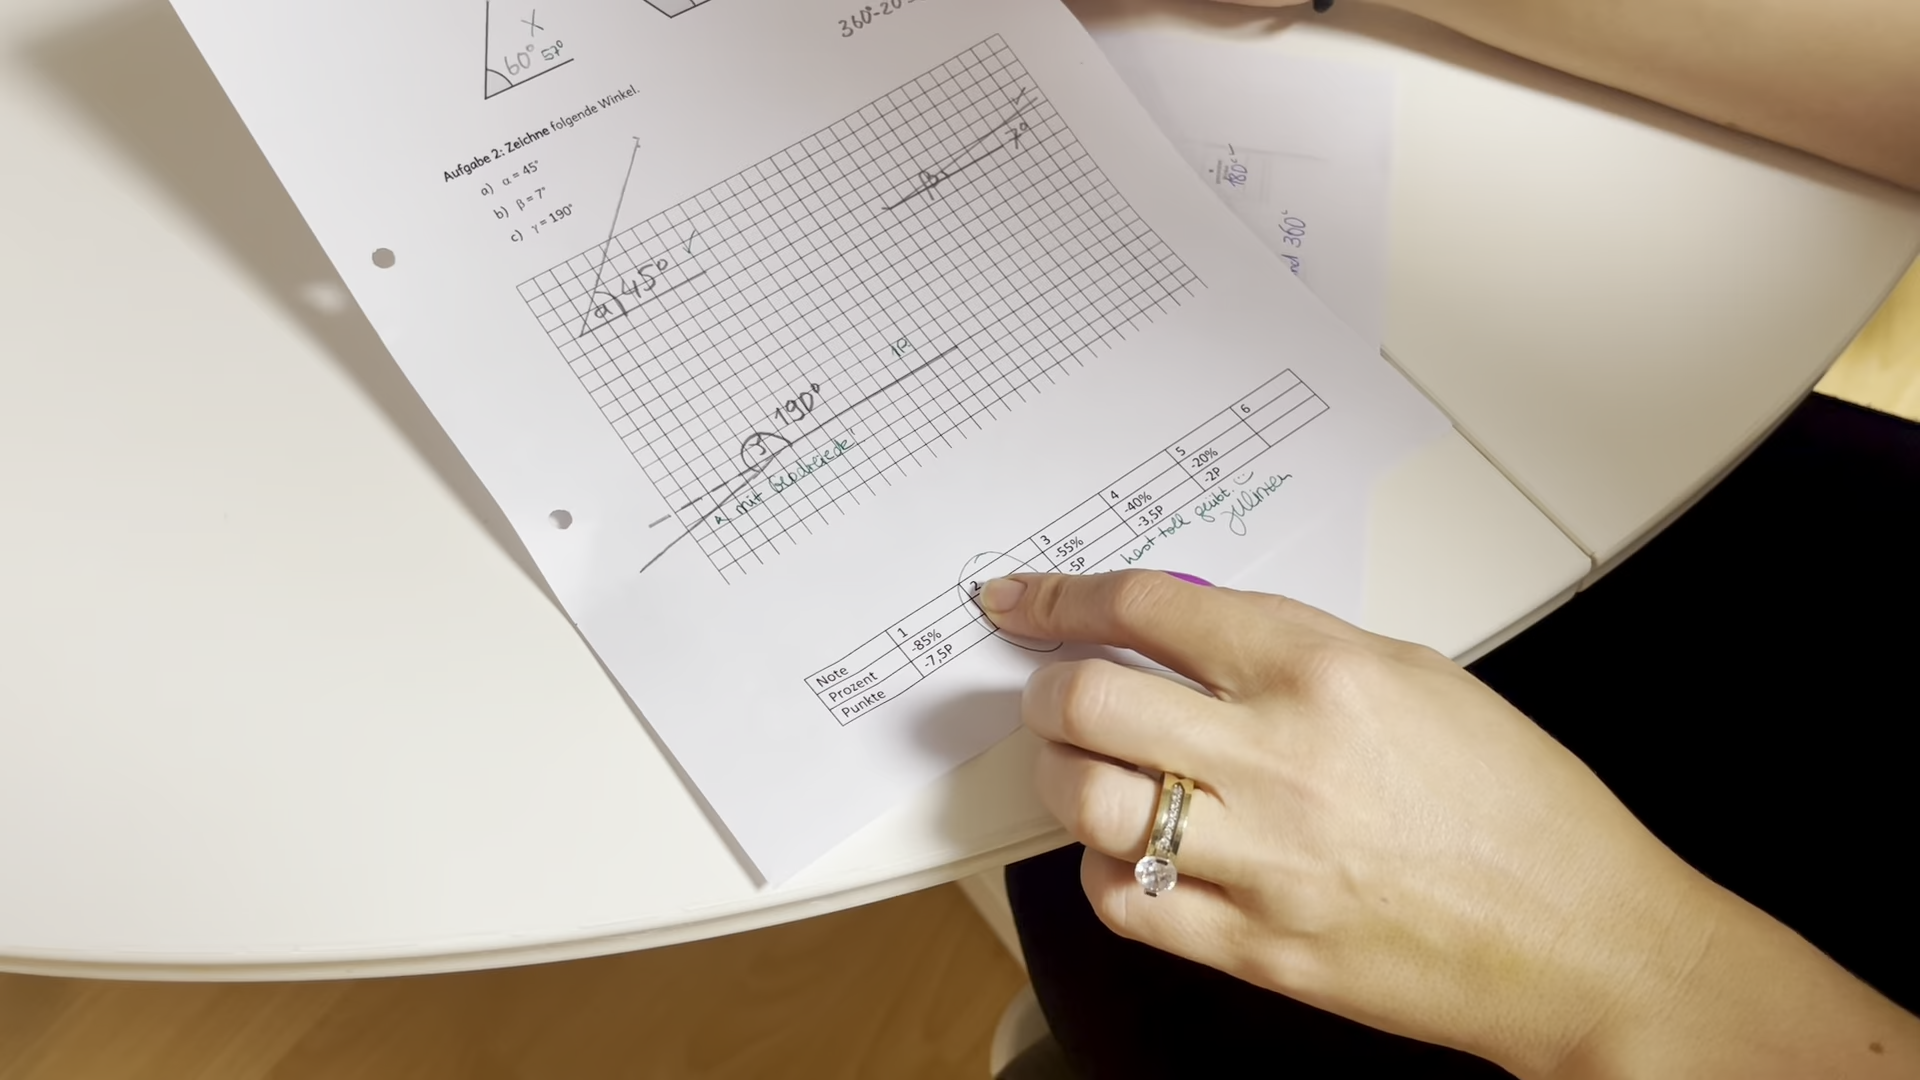 x
60° 57°
360°-20
Aufgabe 2: Zeichne folgende Winkel.
a) α = 45°
b) β = 7°
c) γ = 190°
α 45° ✓
β 7° ✓
γ 190°
1P
mit Geodreieck!
180° ✓
nd 360°
Note 1 2 3 4 5 6
Prozent -85% -55% -40% -20%
Punkte -7,5P -5P -3,5P -2P
hast toll geübt. :)